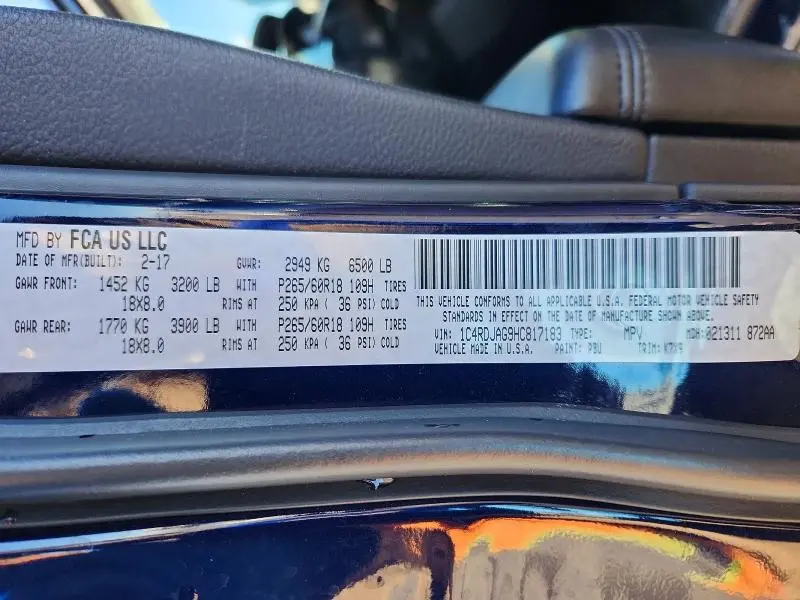 MFD BY FCA US LLC
DATE OF MFR(BUILT): 2-17 GVWR: 2949 KG 6500 LB
GAWR FRONT: 1452 KG 3200 LB WITH P265/60R18 109H TIRES
18X8.0 RIMS AT 250 KPA ( 36 PSI) COLD
GAWR REAR: 1770 KG 3900 LB WITH P265/60R18 109H TIRES
18X8.0 RIMS AT 250 KPA ( 36 PSI) COLD
THIS VEHICLE CONFORMS TO ALL APPLICABLE U.S.A. FEDERAL MOTOR VEHICLE SAFETY
STANDARDS IN EFFECT ON THE DATE OF MANUFACTURE SHOWN ABOVE.
VIN: 1C4RDJAG9HC817183 TYPE: MPV MDH: 021311 872AA
VEHICLE MADE IN U.S.A. PAINT: PBU TRIM: K7X9